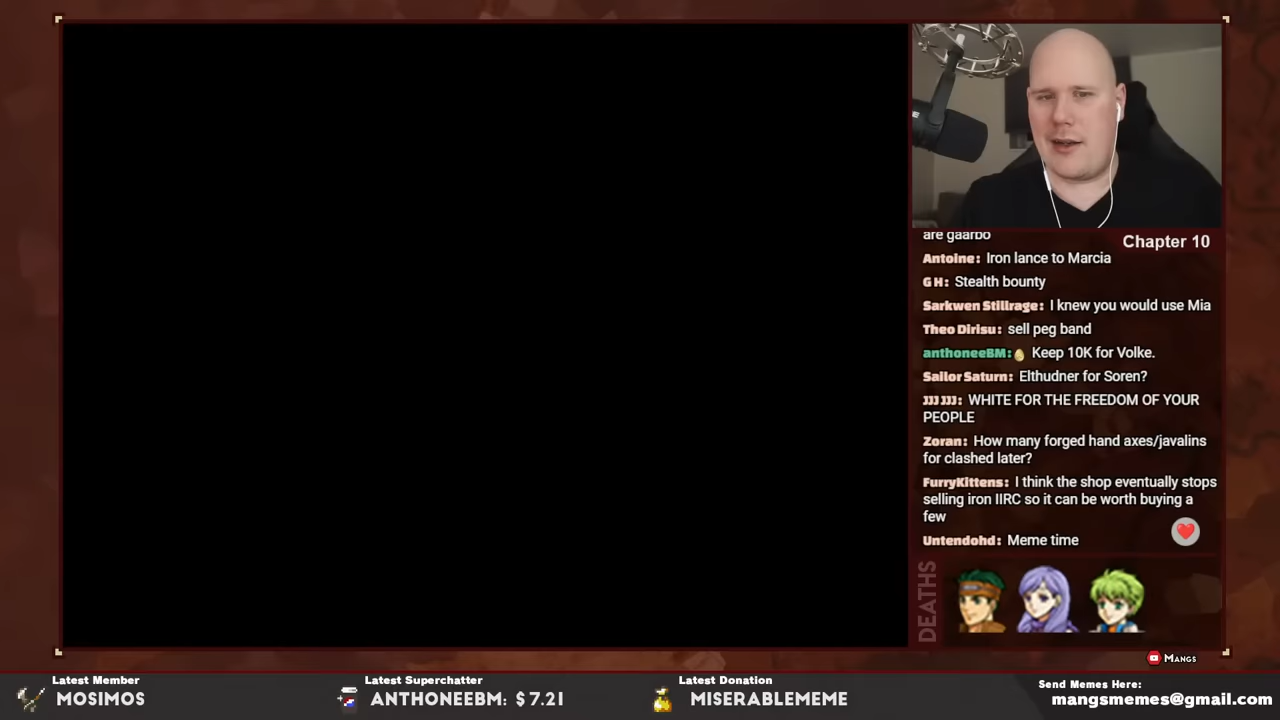 are gaarbo
Chapter 10
Antoine: Iron lance to Marcia
G H: Stealth bounty
Sarkwen Stillrage: I knew you would use Mia
Theo Dirisu: sell peg band
anthoneeBM: Keep 10K for Volke.
Sailor Saturn: Elthudner for Soren?
JJJ JJJ: WHITE FOR THE FREEDOM OF YOUR
PEOPLE
Zoran: How many forged hand axes/javalins
for clashed later?
FurryKittens: I think the shop eventually stops
selling iron IIRC so it can be worth buying a
few
Untendohd: Meme time
DEATHS
Mangs
Latest Member
MOSIMOS
Latest Superchatter
ANTHONEEBM: $7.21
Latest Donation
MISERABLEMEME
Send Memes Here:
mangsmemes@gmail.com